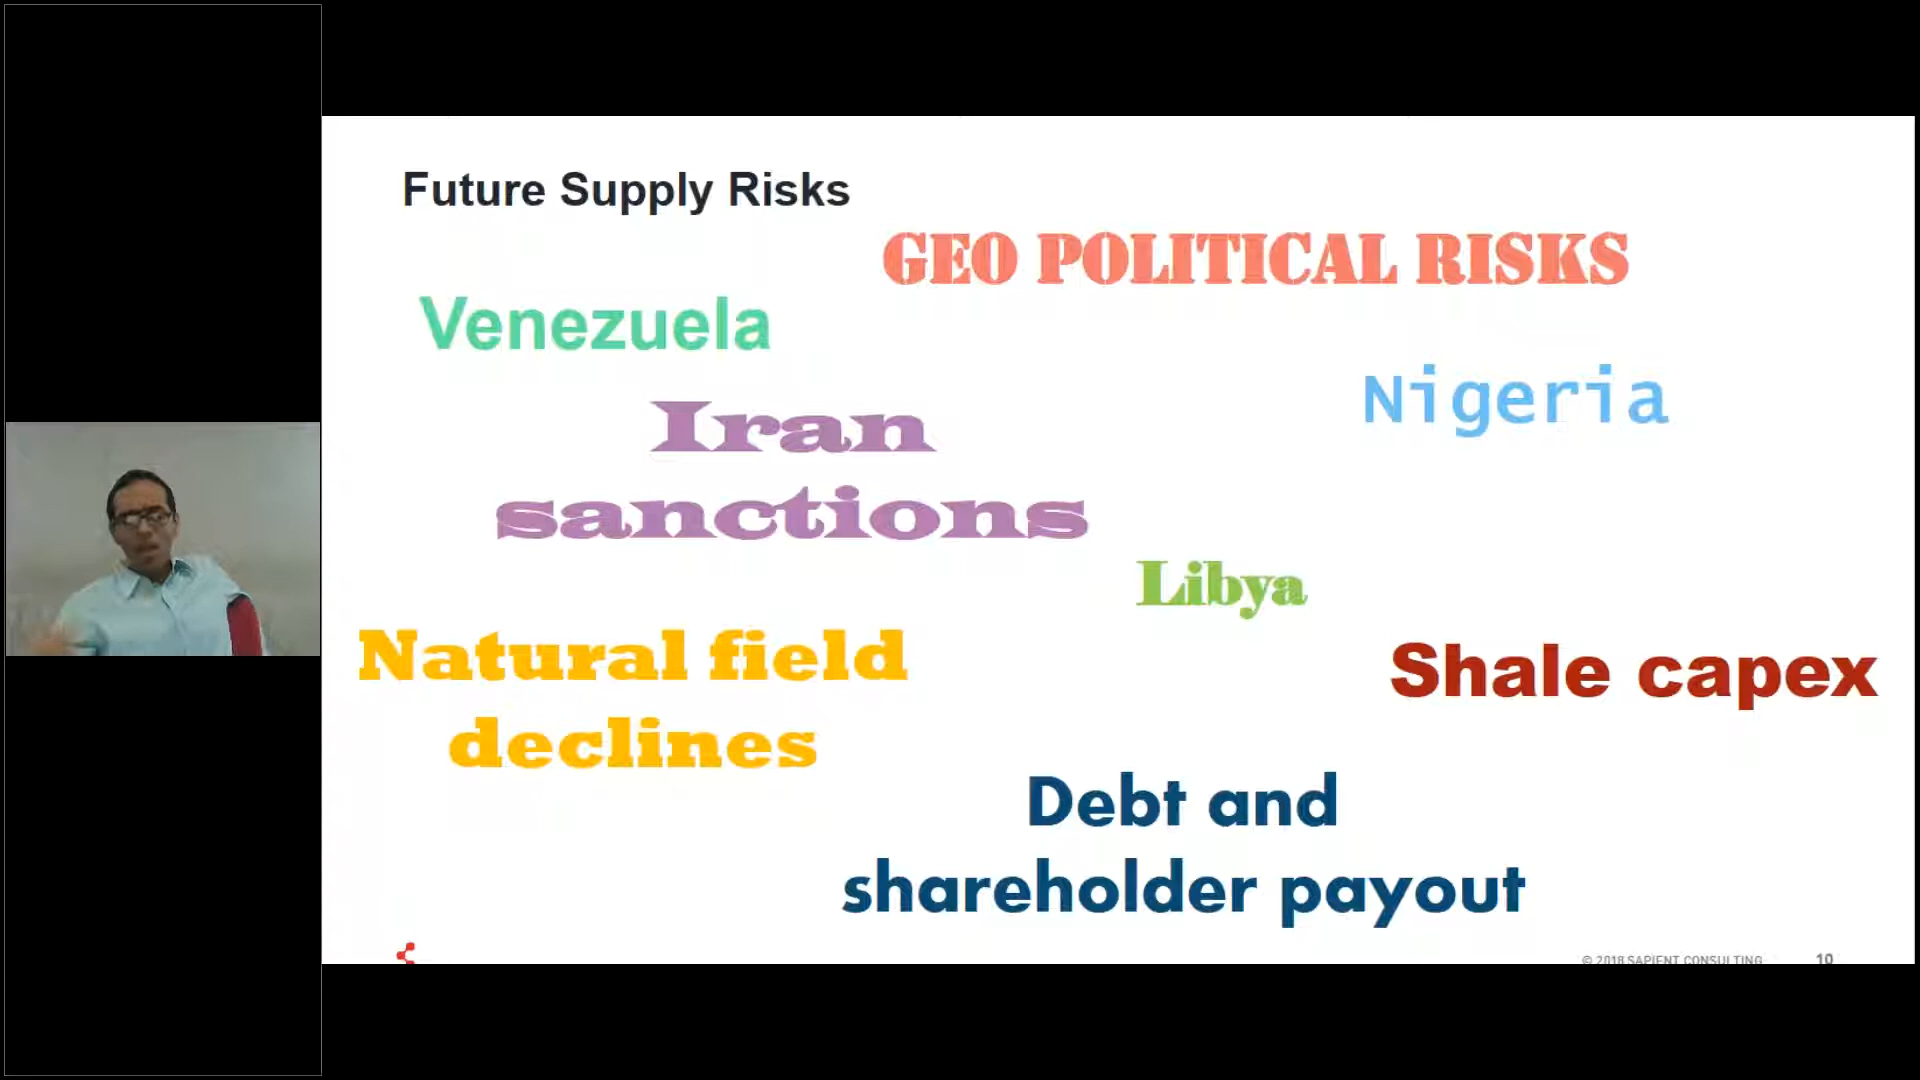 Future Supply Risks
GEO POLITICAL RISKS
Venezuela
Nigeria
Iran
sanctions
Libya
Natural field
declines
Shale capex
Debt and
shareholder payout
© 2018 SAPIENT CONSULTING 10